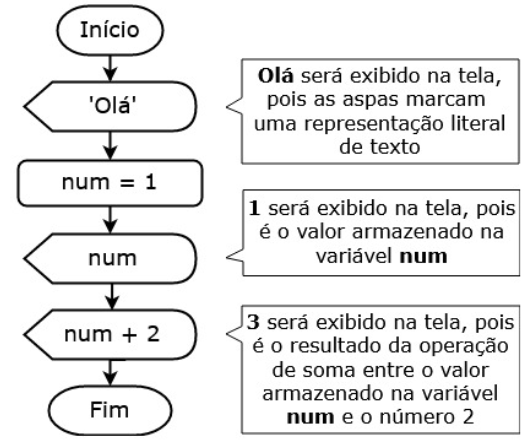 Início
'Olá'
Olá será exibido na tela,
pois as aspas marcam
uma representação literal
de texto
num = 1
num
1 será exibido na tela, pois
é o valor armazenado na
variável num
num + 2
3 será exibido na tela, pois
é o resultado da operação
de soma entre o valor
armazenado na variável
num e o número 2
Fim